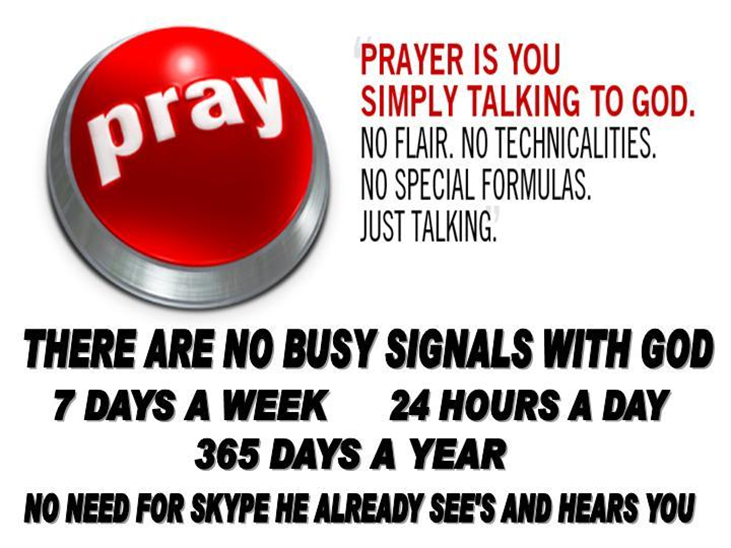 pray
“PRAYER IS YOU
SIMPLY TALKING TO GOD.
NO FLAIR. NO TECHNICALITIES.
NO SPECIAL FORMULAS.
JUST TALKING.”
THERE ARE NO BUSY SIGNALS WITH GOD
7 DAYS A WEEK 24 HOURS A DAY
365 DAYS A YEAR
NO NEED FOR SKYPE HE ALREADY SEE'S AND HEARS YOU